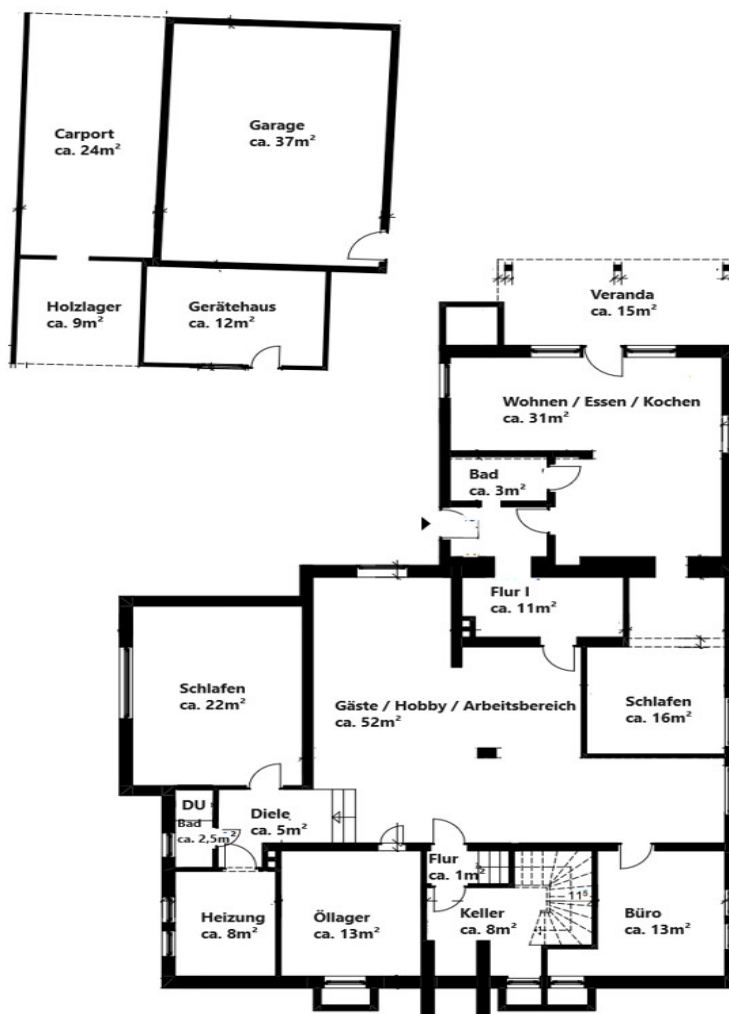 Carport
ca. 24m²
Garage
ca. 37m²
Holzlager
ca. 9m²
Gerätehaus
ca. 12m²
Veranda
ca. 15m²
Wohnen / Essen / Kochen
ca. 31m²
Bad
ca. 3m²
Flur I
ca. 11m²
Schlafen
ca. 22m²
Gäste / Hobby / Arbeitsbereich
ca. 52m²
Schlafen
ca. 16m²
DU
Bad
ca. 2,5m²
Diele
ca. 5m²
Flur
ca. 1m²
Heizung
ca. 8m²
Öllager
ca. 13m²
Keller
ca. 8m²
11⁵
Büro
ca. 13m²